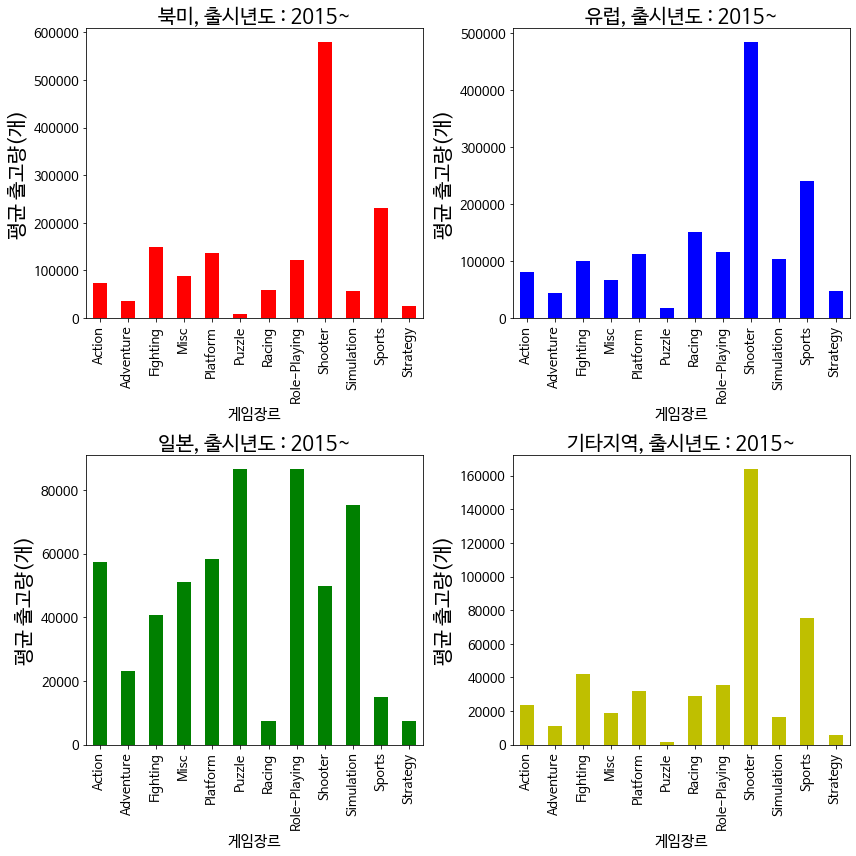 북미, 출시년도 : 2015~
600000
500000
400000
300000
200000
100000
0
평균 출고량(개)
Action
Adventure
Fighting
Misc
Platform
Puzzle
Racing
Role-Playing
Shooter
Simulation
Sports
Strategy
게임장르
유럽, 출시년도 : 2015~
500000
400000
300000
200000
100000
0
평균 출고량(개)
Action
Adventure
Fighting
Misc
Platform
Puzzle
Racing
Role-Playing
Shooter
Simulation
Sports
Strategy
게임장르
일본, 출시년도 : 2015~
80000
60000
40000
20000
0
평균 출고량(개)
Action
Adventure
Fighting
Misc
Platform
Puzzle
Racing
Role-Playing
Shooter
Simulation
Sports
Strategy
게임장르
기타지역, 출시년도 : 2015~
160000
140000
120000
100000
80000
60000
40000
20000
0
평균 출고량(개)
Action
Adventure
Fighting
Misc
Platform
Puzzle
Racing
Role-Playing
Shooter
Simulation
Sports
Strategy
게임장르